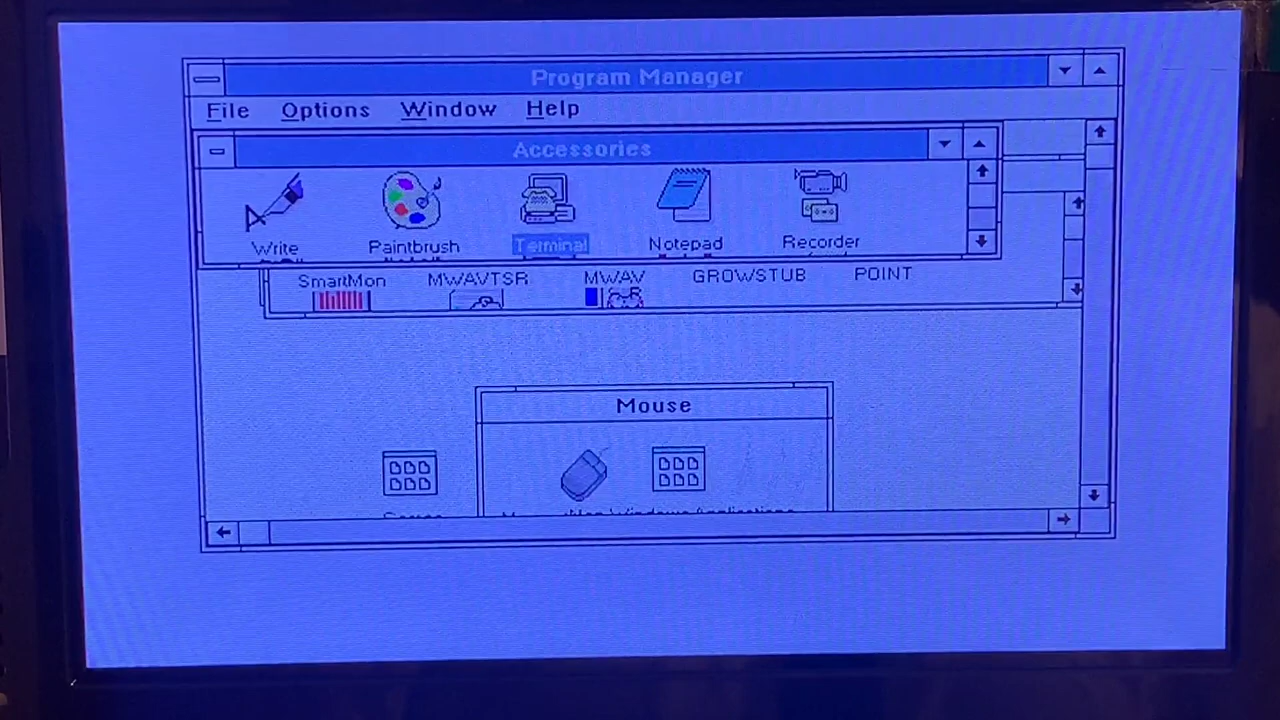 Program Manager
File Options Window Help
Accessories
Write Paintbrush Terminal Notepad Recorder
SmartMon MWAVTSR MWAV GROWSTUB POINT
Mouse